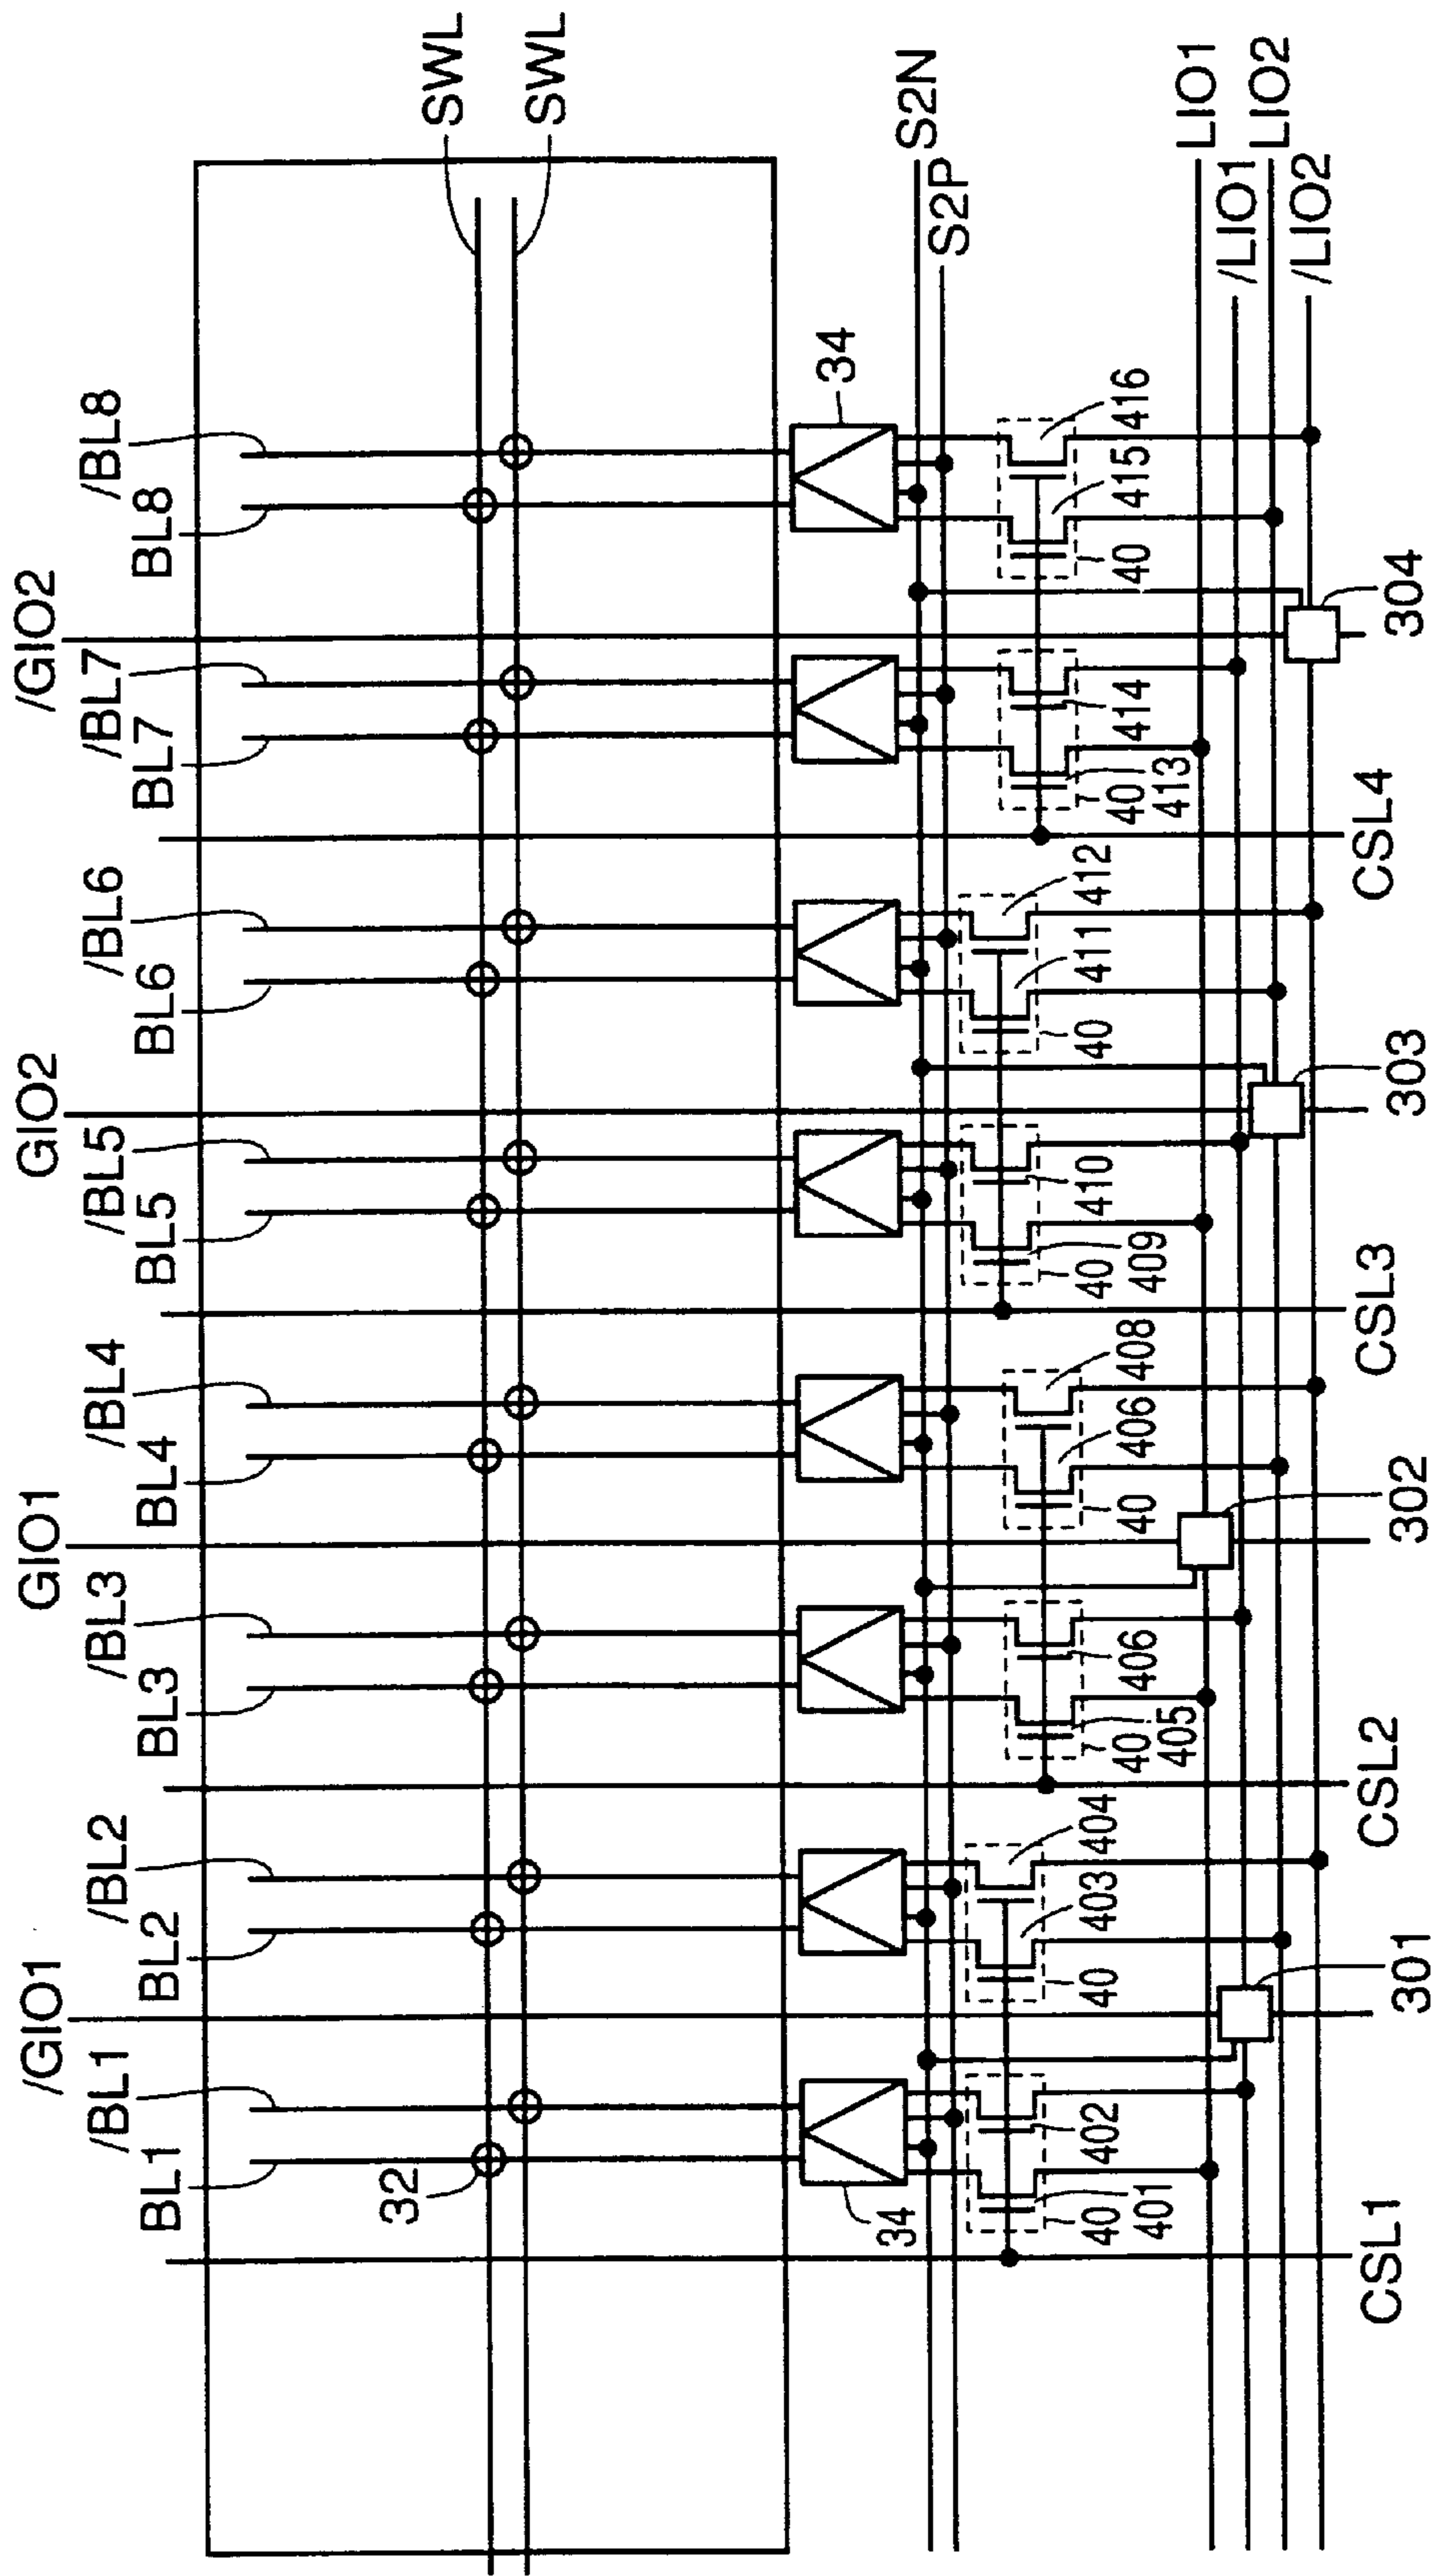 /GIO1
GIO1
GIO2
/GIO2
BL1
/BL1
BL2
/BL2
BL3
/BL3
BL4
/BL4
BL5
/BL5
BL6
/BL6
BL7
/BL7
BL8
/BL8
SWL
SWL
32
34
34
S2N
S2P
40
401
402
40
403
404
40
405
406
40
406
408
40
409
410
40
411
412
40
413
414
40
415
416
LIO1
/LIO1
LIO2
/LIO2
CSL1
301
CSL2
302
CSL3
303
CSL4
304